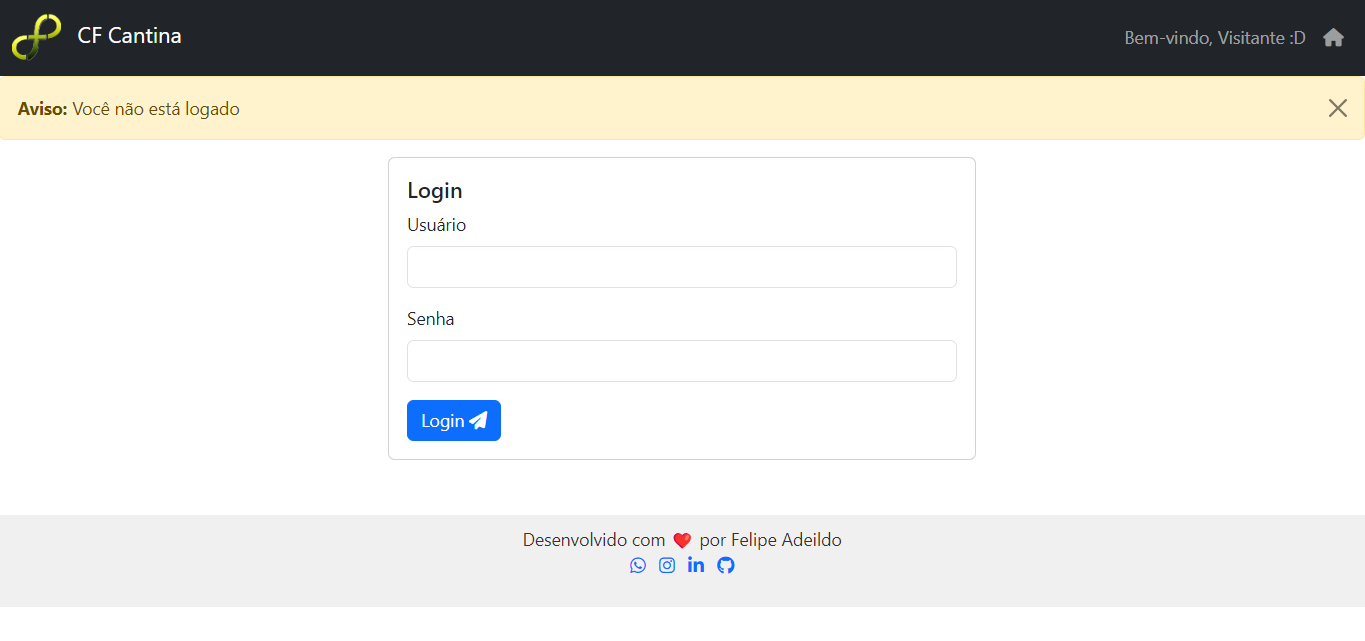 CF Cantina
Bem-vindo, Visitante :D
Aviso: Você não está logado
Login
Usuário
Senha
Login
Desenvolvido com ❤️ por Felipe Adeildo